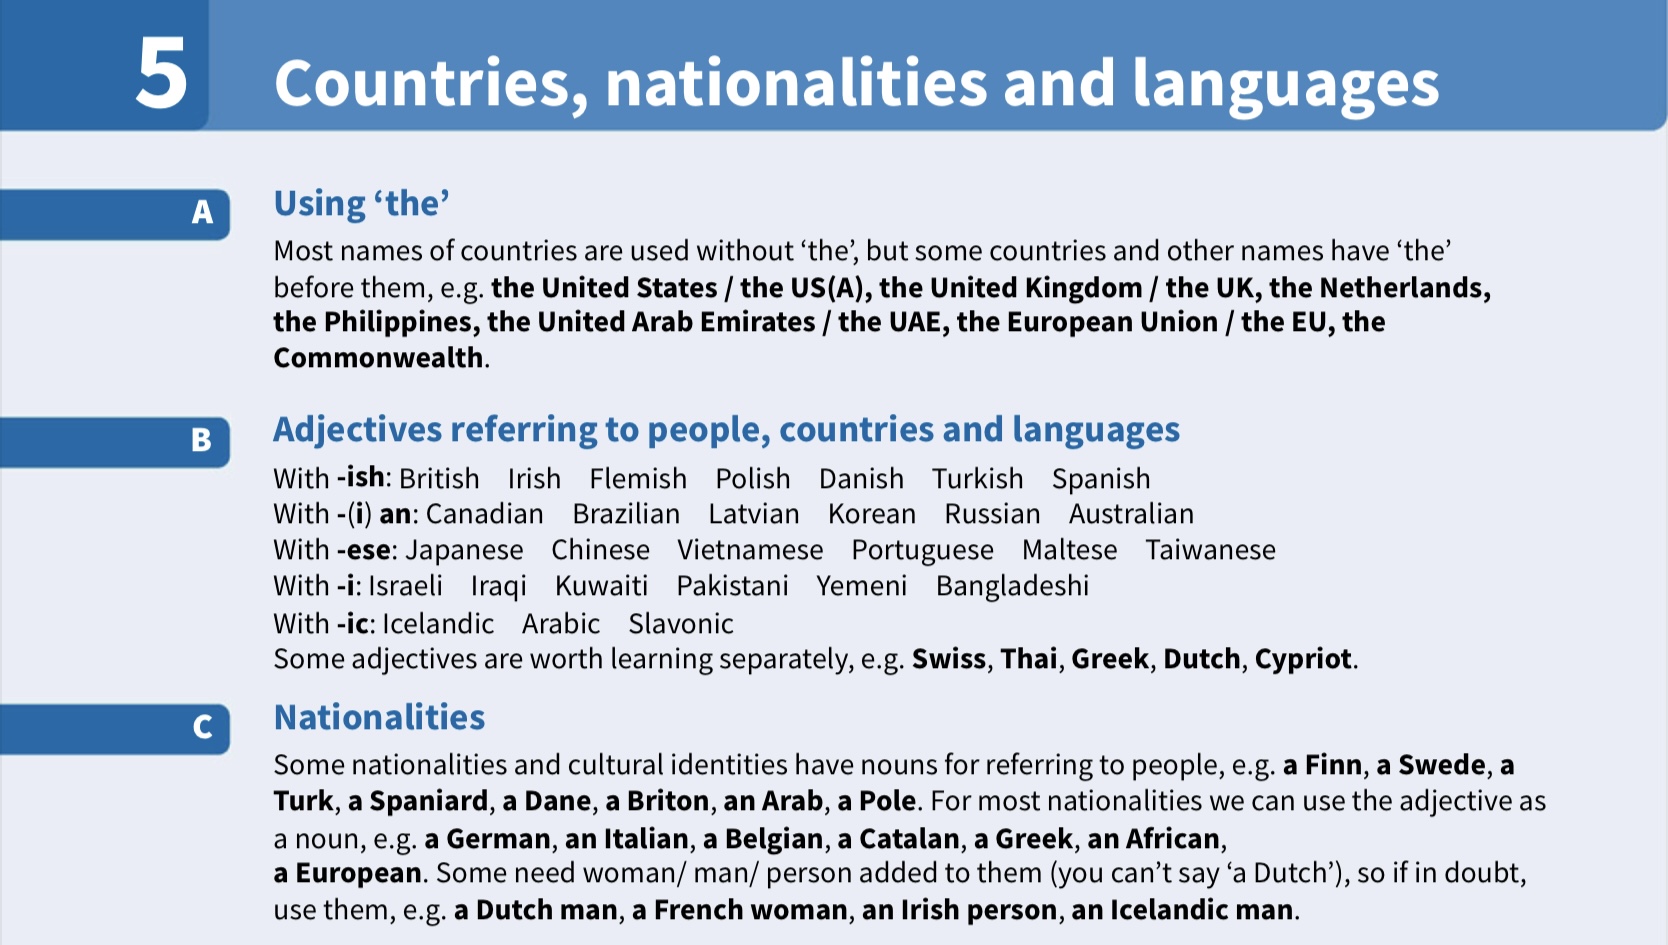 5 Countries, nationalities and languages
A Using ‘the’
Most names of countries are used without ‘the’, but some countries and other names have ‘the’
before them, e.g. the United States / the US(A), the United Kingdom / the UK, the Netherlands,
the Philippines, the United Arab Emirates / the UAE, the European Union / the EU, the
Commonwealth.
B Adjectives referring to people, countries and languages
With -ish: British Irish Flemish Polish Danish Turkish Spanish
With -(i) an: Canadian Brazilian Latvian Korean Russian Australian
With -ese: Japanese Chinese Vietnamese Portuguese Maltese Taiwanese
With -i: Israeli Iraqi Kuwaiti Pakistani Yemeni Bangladeshi
With -ic: Icelandic Arabic Slavonic
Some adjectives are worth learning separately, e.g. Swiss, Thai, Greek, Dutch, Cypriot.
C Nationalities
Some nationalities and cultural identities have nouns for referring to people, e.g. a Finn, a Swede, a
Turk, a Spaniard, a Dane, a Briton, an Arab, a Pole. For most nationalities we can use the adjective as
a noun, e.g. a German, an Italian, a Belgian, a Catalan, a Greek, an African,
a European. Some need woman/ man/ person added to them (you can’t say ‘a Dutch’), so if in doubt,
use them, e.g. a Dutch man, a French woman, an Irish person, an Icelandic man.